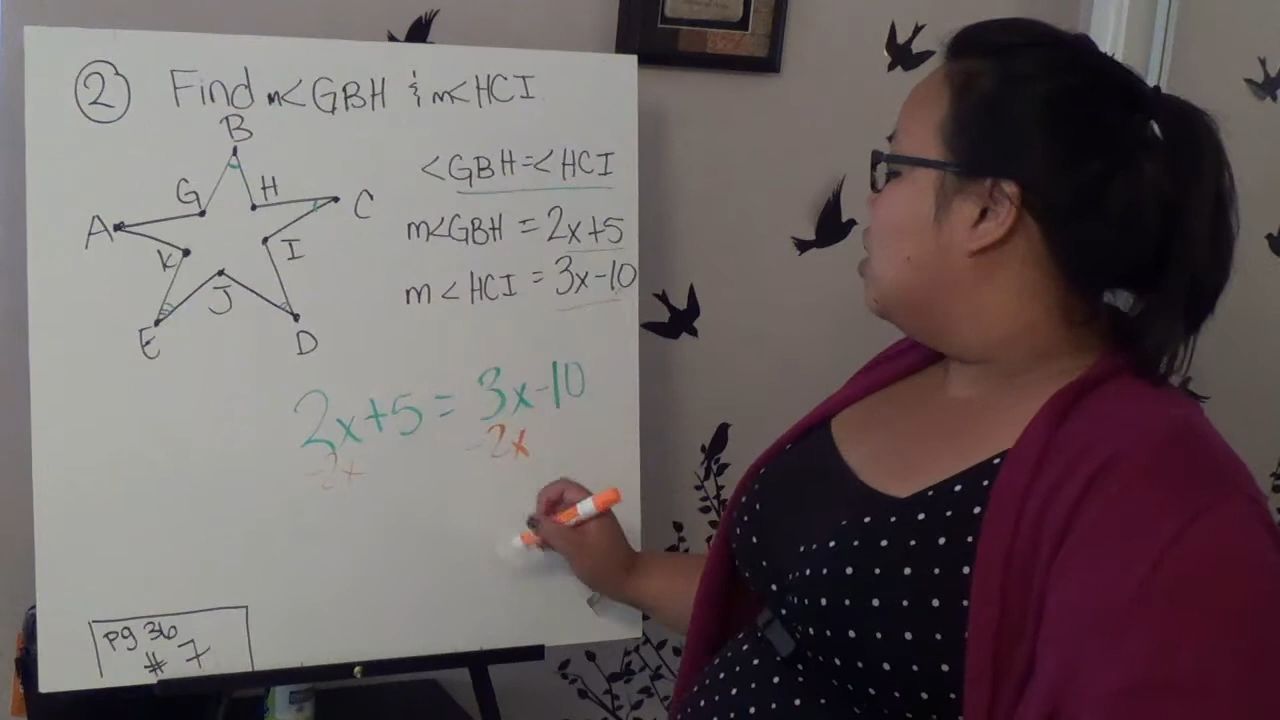 ② Find m<GBH & m<HCI
B
G H
A C
K I
J
E D
<GBH = <HCI
m<GBH = 2x+5
m<HCI = 3x-10
2x+5 = 3x-10
-2x -2x
pg 36
# 7